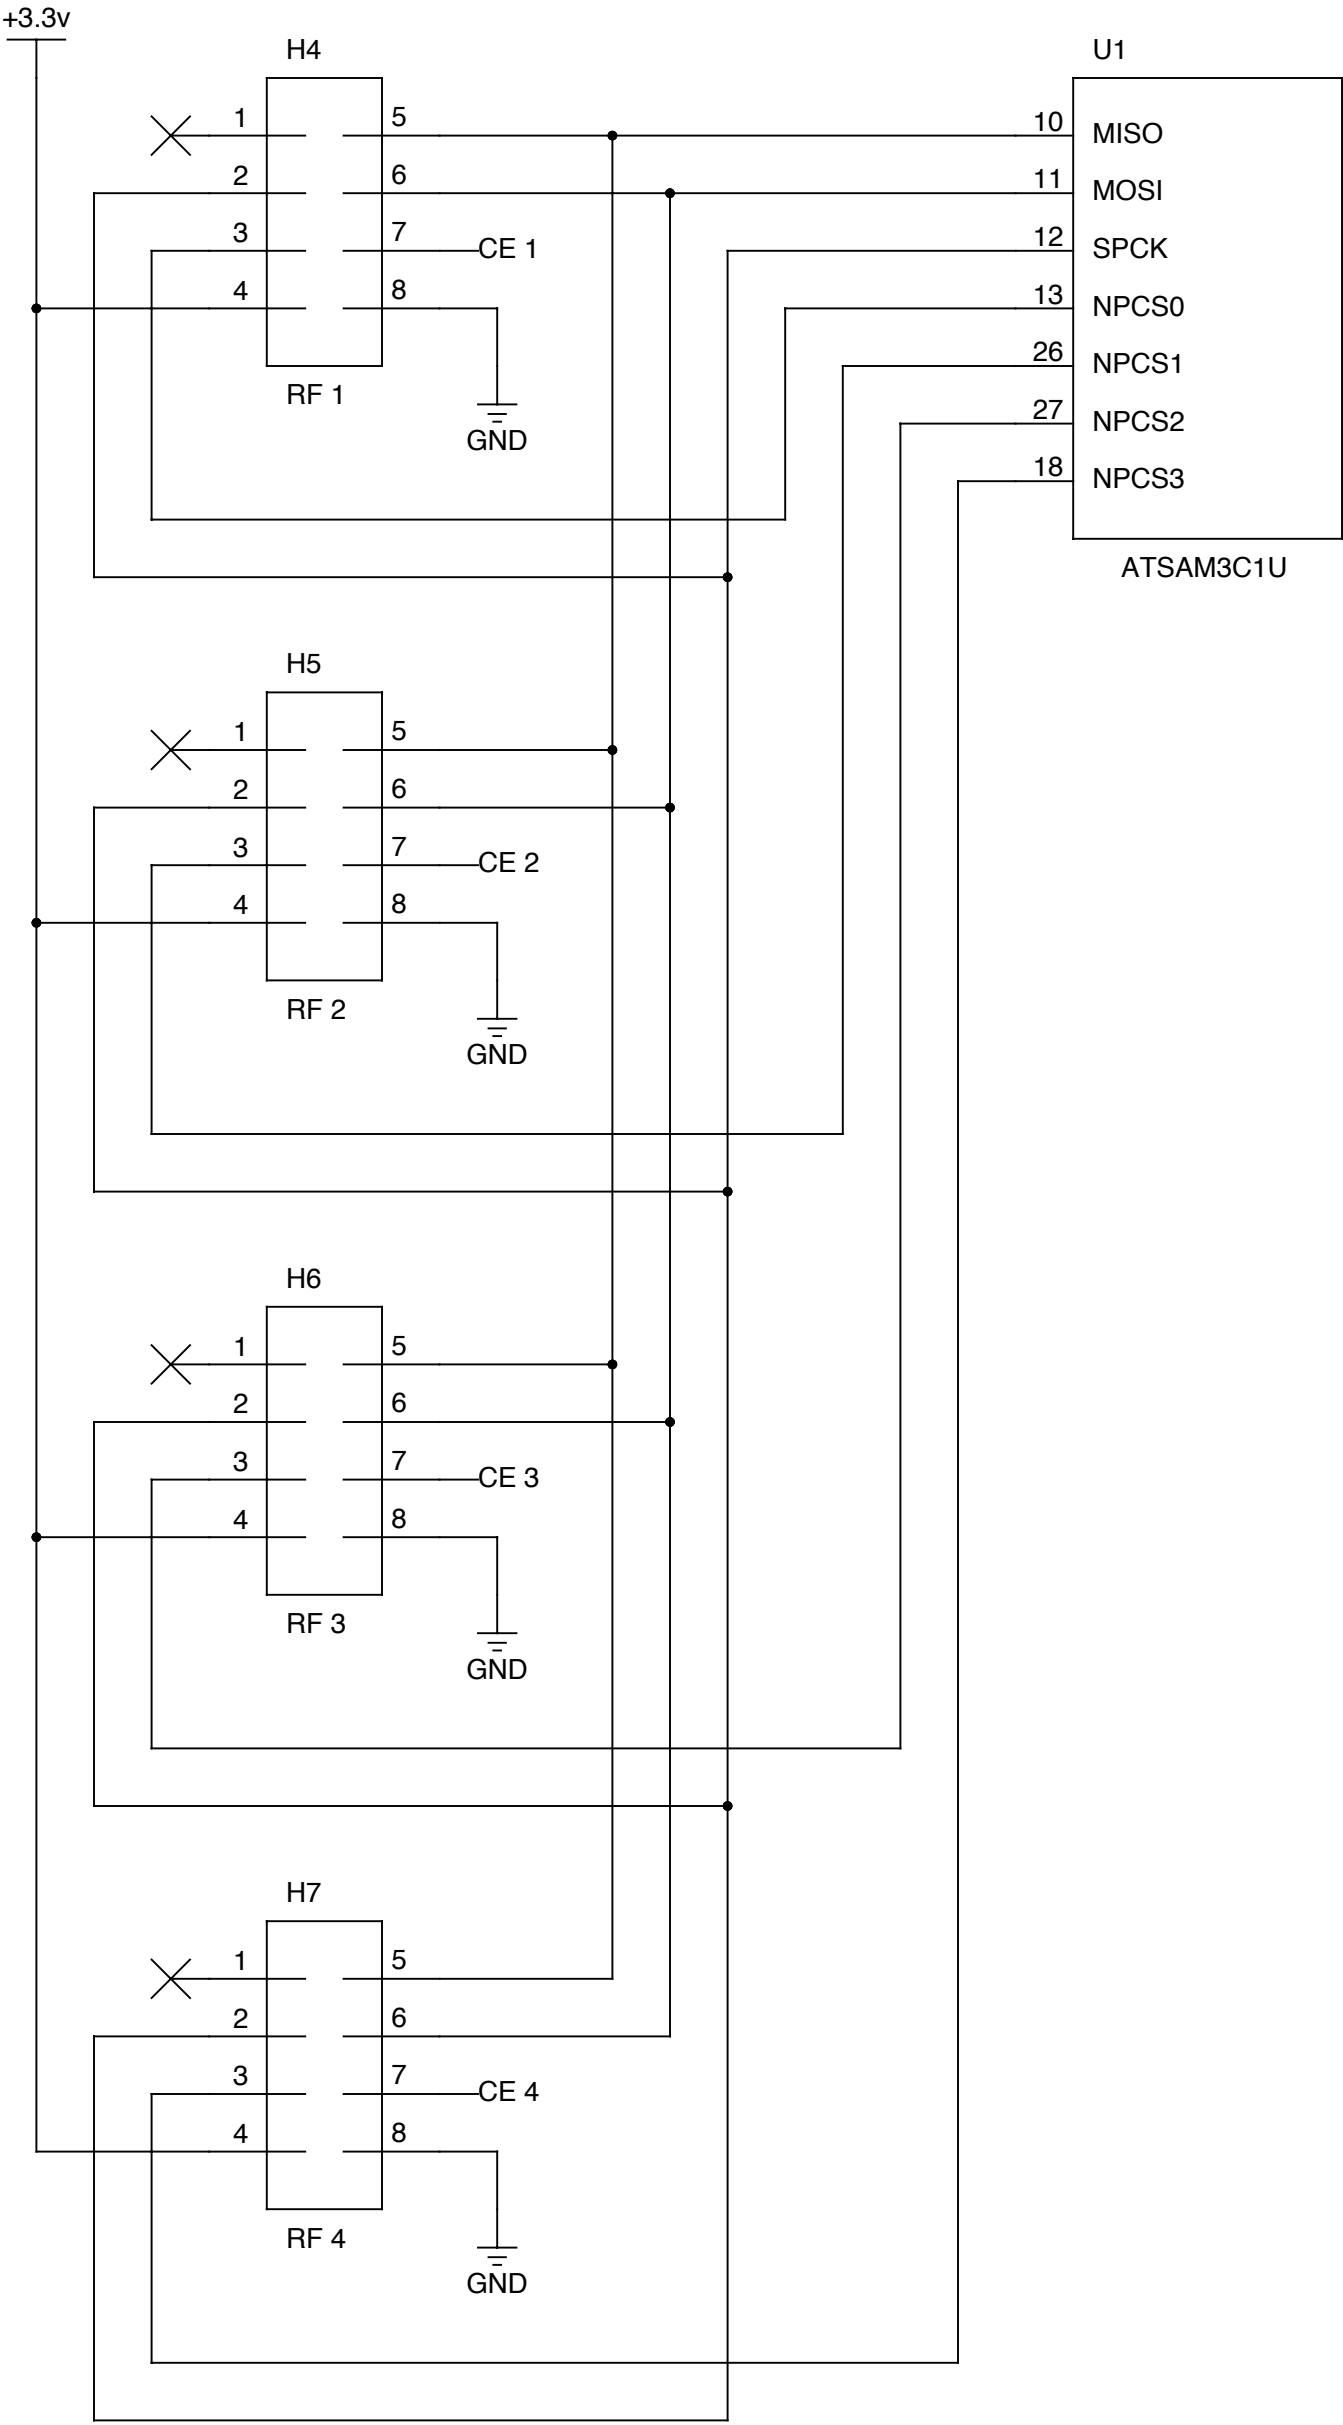 +3.3v
H4
U1
1 5
10 MISO
2 6
11 MOSI
3 7 CE 1
12 SPCK
4 8
13 NPCS0
26 NPCS1
RF 1
27 NPCS2
GND
18 NPCS3
ATSAM3C1U
H5
1 5
2 6
3 7 CE 2
4 8
RF 2
GND
H6
1 5
2 6
3 7 CE 3
4 8
RF 3
GND
H7
1 5
2 6
3 7 CE 4
4 8
RF 4
GND